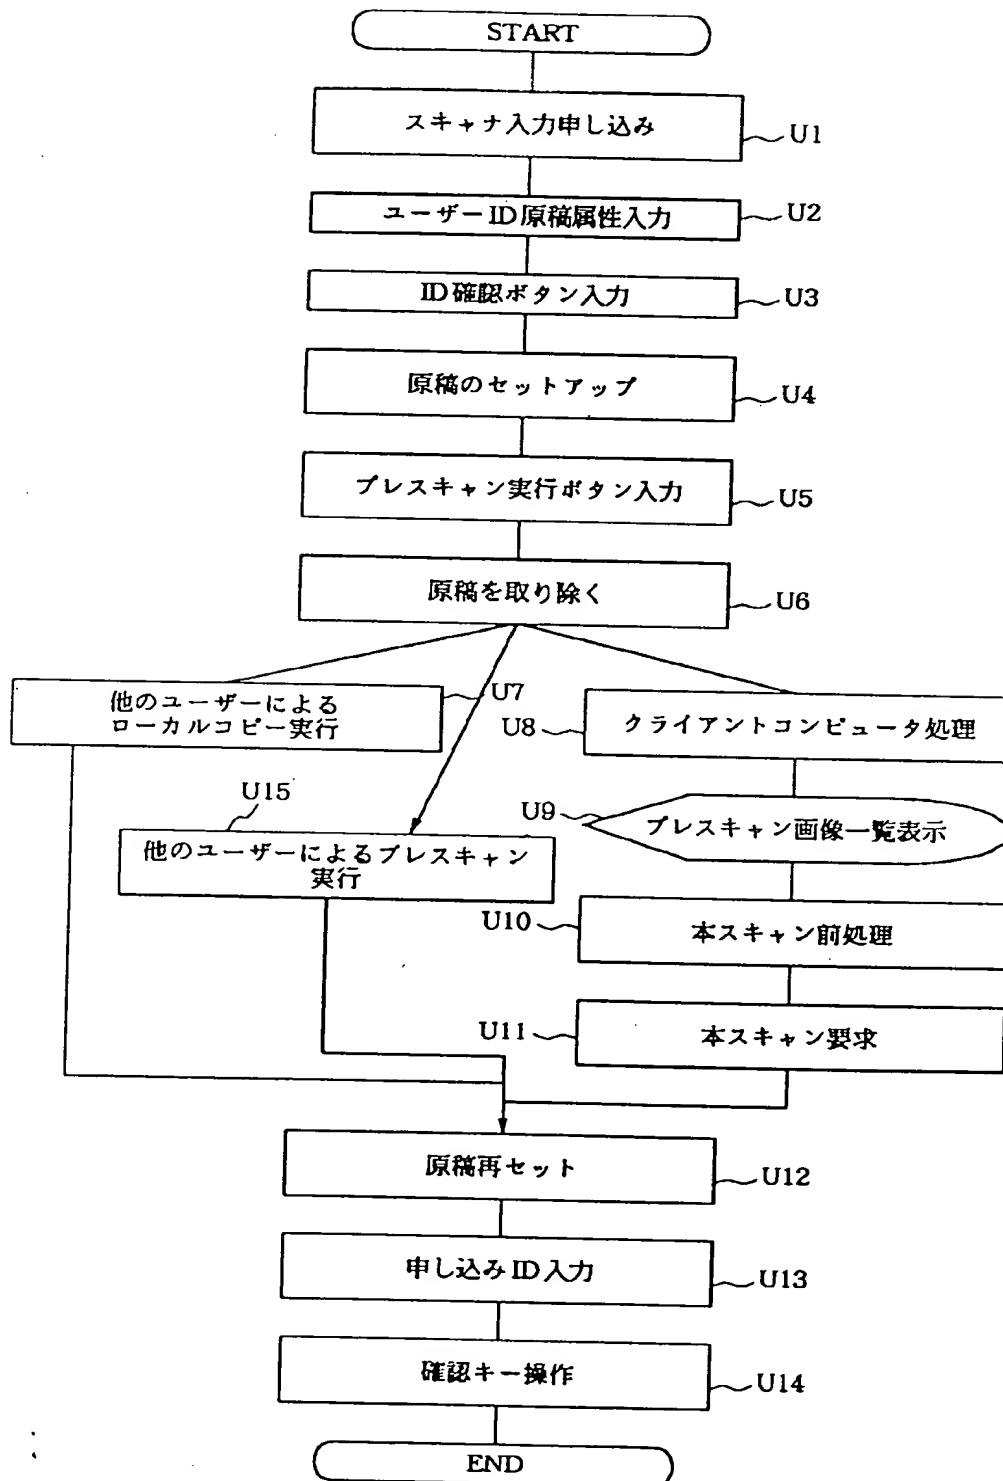 START
スキャナ入力申し込み
U1
ユーザーID原稿属性入力
U2
ID確認ボタン入力
U3
原稿のセットアップ
U4
プレスキャン実行ボタン入力
U5
原稿を取り除く
U6
他のユーザーによる
ローカルコピー実行
U7
U8
クライアントコンピュータ処理
U15
他のユーザーによるプレスキャン
実行
U9
プレスキャン画像一覧表示
U10
本スキャン前処理
U11
本スキャン要求
原稿再セット
U12
申し込みID入力
U13
確認キー操作
U14
END